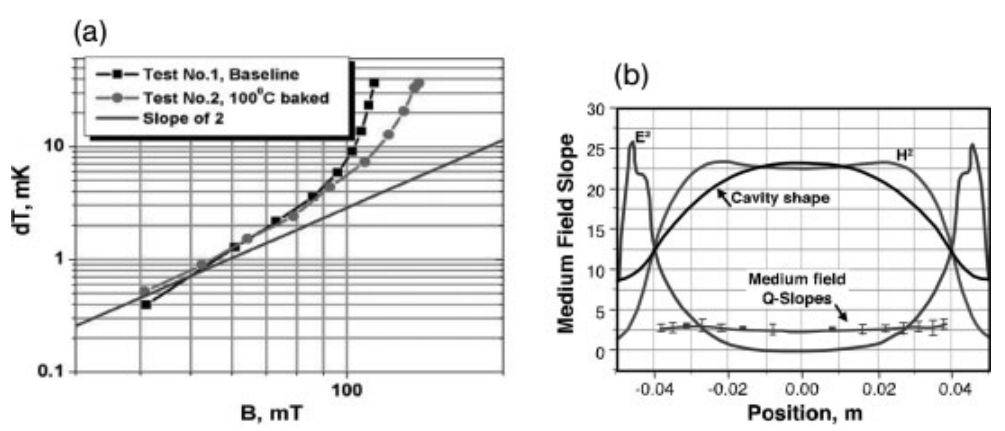 (a)
Test No.1, Baseline
Test No.2, 100⁰C baked
Slope of 2
10
1
0.1
dT, mK
100
B, mT
(b)
30
25
20
15
10
5
0
Medium Field Slope
E²
H²
Cavity shape
Medium field
Q-Slopes
-0.04 -0.02 0.00 0.02 0.04
Position, m